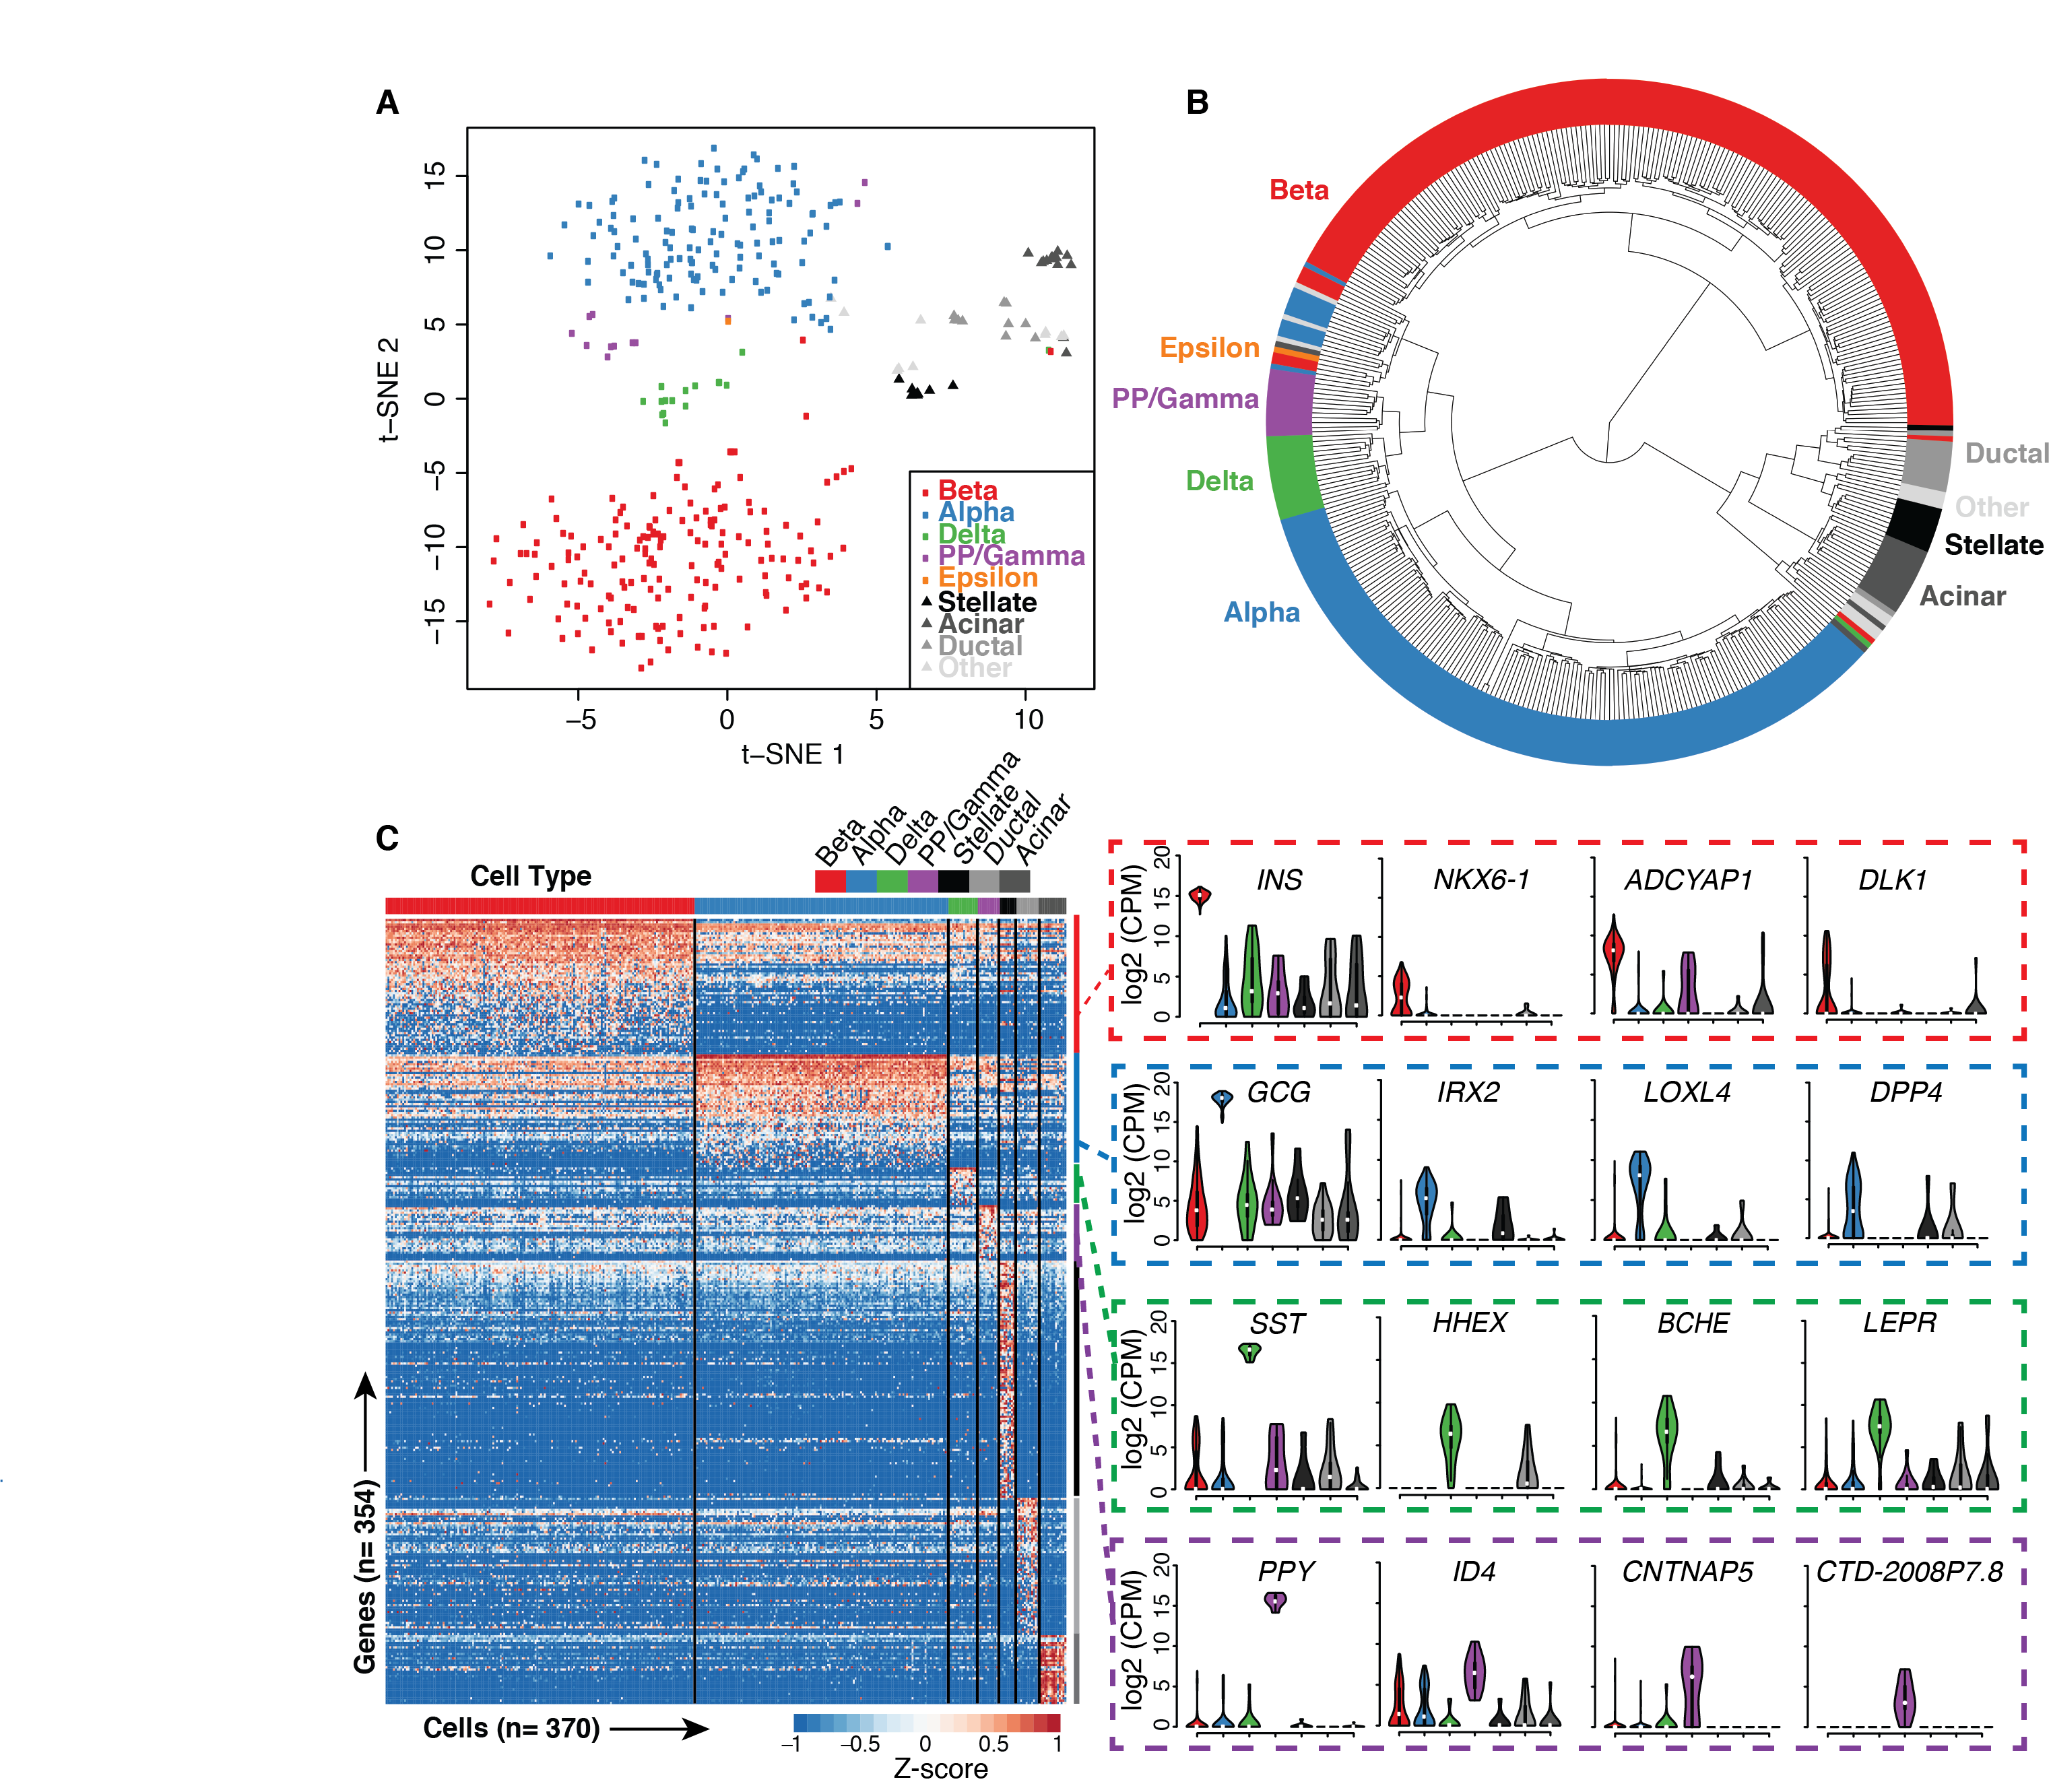 A
15
10
5
0
−5
−10
−15
t−SNE 2
−5
0
5
10
t−SNE 1
Beta
Alpha
Delta
PP/Gamma
Epsilon
Stellate
Acinar
Ductal
Other
B
Beta
Epsilon
PP/Gamma
Delta
Alpha
Ductal
Other
Stellate
Acinar
C
Cell Type
Beta
Alpha
Delta
PP/Gamma
Stellate
Ductal
Acinar
Genes (n= 354)
Cells (n= 370)
−1
−0.5
0
0.5
1
Z-score
log2 (CPM)
0
5
10
15
20
INS
NKX6-1
ADCYAP1
DLK1
log2 (CPM)
0
5
10
15
20
GCG
IRX2
LOXL4
DPP4
log2 (CPM)
0
5
10
15
20
SST
HHEX
BCHE
LEPR
log2 (CPM)
0
5
10
15
20
PPY
ID4
CNTNAP5
CTD-2008P7.8